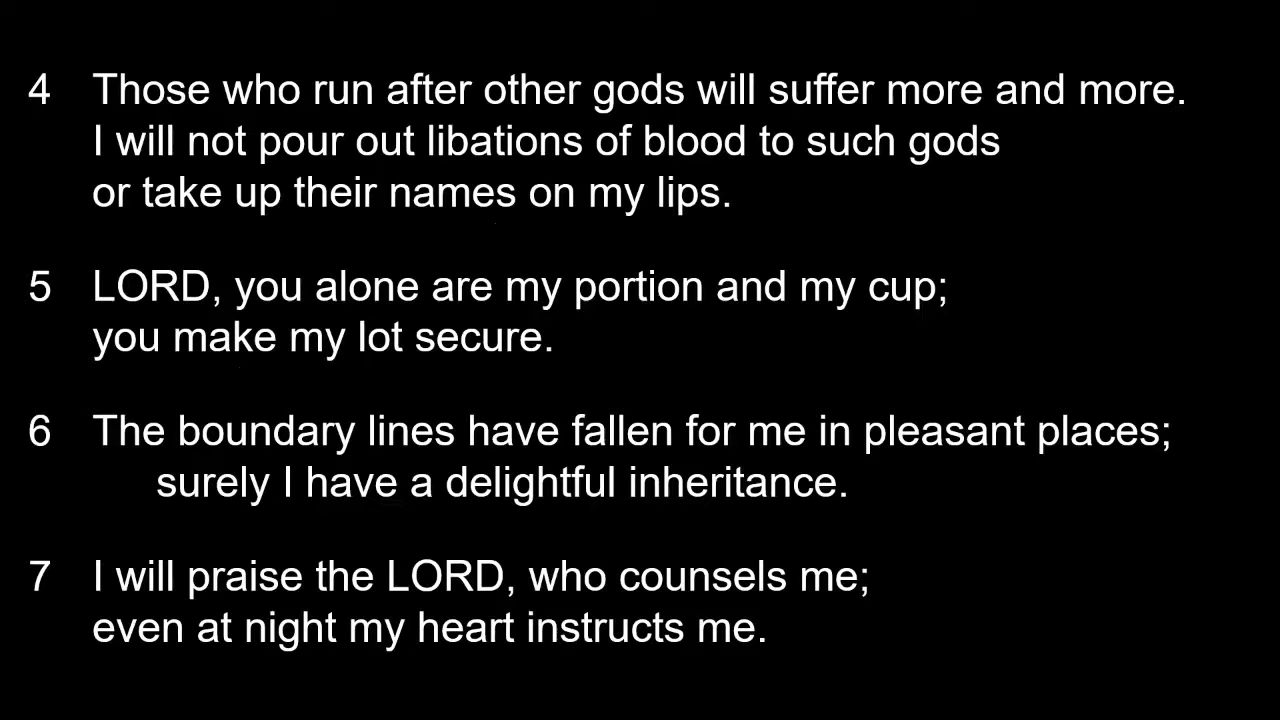 4 Those who run after other gods will suffer more and more.
I will not pour out libations of blood to such gods
or take up their names on my lips.
5 LORD, you alone are my portion and my cup;
you make my lot secure.
6 The boundary lines have fallen for me in pleasant places;
surely I have a delightful inheritance.
7 I will praise the LORD, who counsels me;
even at night my heart instructs me.